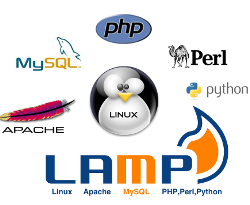 php
MySQL
Perl
python
LINUX
APACHE
LAMP
Linux Apache MySQL PHP,Perl,Python